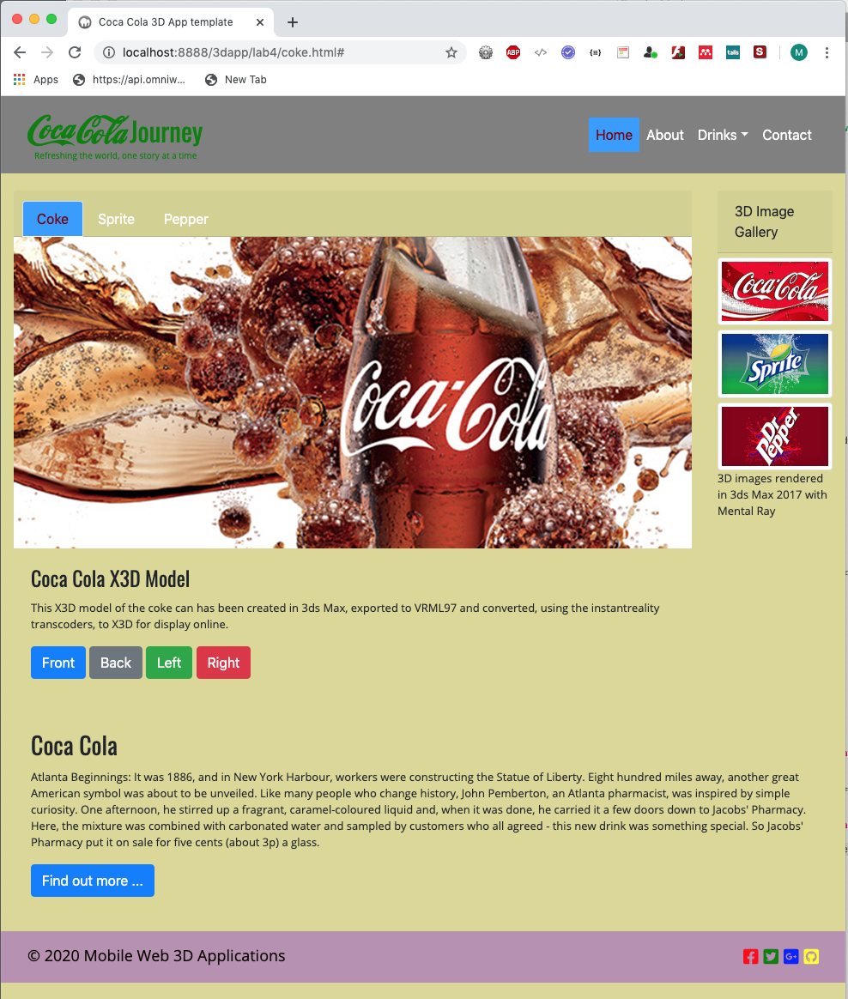 Coca Cola 3D App template
localhost:8888/3dapp/lab4/coke.html#
ABP
talis
S
M
Apps
https://api.omniw...
New Tab
Coca Cola Journey
Refreshing the world, one story at a time
Home
About
Drinks
Contact
Coke
Sprite
Pepper
Coca-Cola
3D Image
Gallery
Coca-Cola
Sprite
Dr
Pepper
3D images rendered
in 3ds Max 2017 with
Mental Ray
Coca Cola X3D Model
This X3D model of the coke can has been created in 3ds Max, exported to VRML97 and converted, using the instantreality
transcoders, to X3D for display online.
Front
Back
Left
Right
Coca Cola
Atlanta Beginnings: It was 1886, and in New York Harbour, workers were constructing the Statue of Liberty. Eight hundred miles away, another great
American symbol was about to be unveiled. Like many people who change history, John Pemberton, an Atlanta pharmacist, was inspired by simple
curiosity. One afternoon, he stirred up a fragrant, caramel-coloured liquid and, when it was done, he carried it a few doors down to Jacobs' Pharmacy.
Here, the mixture was combined with carbonated water and sampled by customers who all agreed - this new drink was something special. So Jacobs'
Pharmacy put it on sale for five cents (about 3p) a glass.
Find out more ...
© 2020 Mobile Web 3D Applications